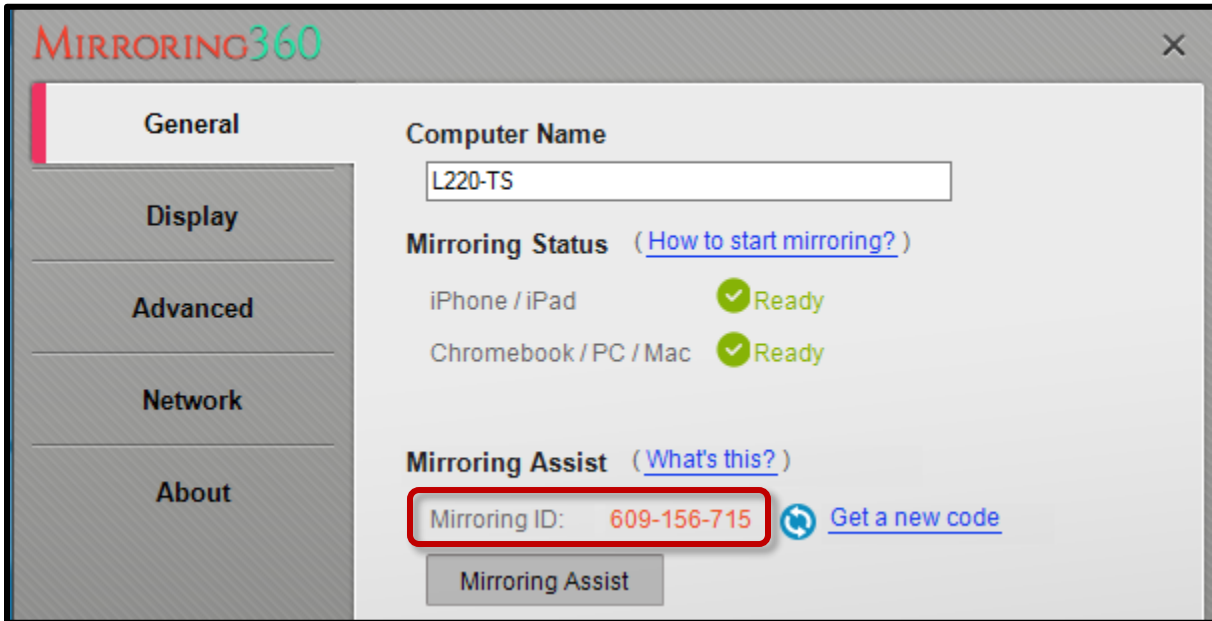 MIRRORING360
General
Display
Advanced
Network
About
Computer Name
L220-TS
Mirroring Status ( How to start mirroring? )
iPhone / iPad Ready
Chromebook / PC / Mac Ready
Mirroring Assist ( What's this? )
Mirroring ID: 609-156-715 Get a new code
Mirroring Assist